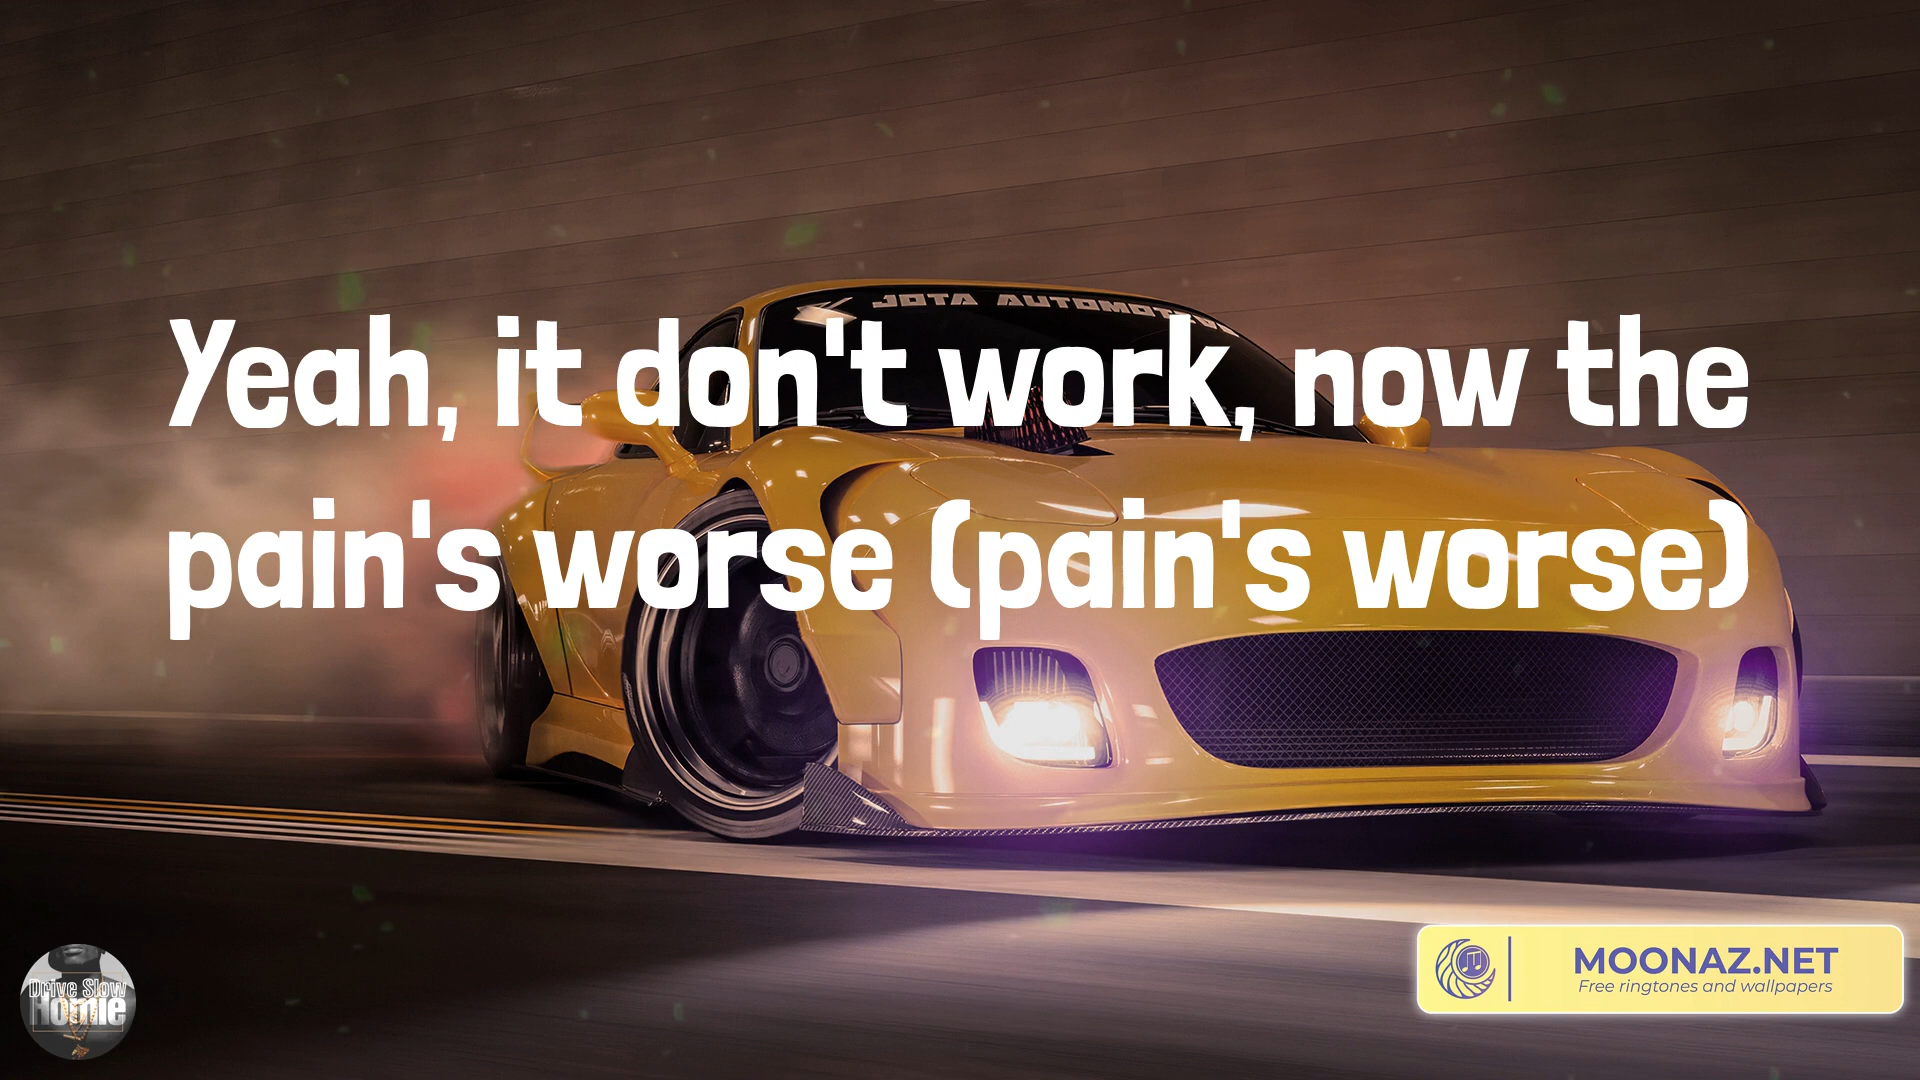 JOTA AUTOMOTIVE
Yeah, it don't work, now the
pain's worse (pain's worse)
Drive Slow
Homie
MOONAZ.NET
Free ringtones and wallpapers